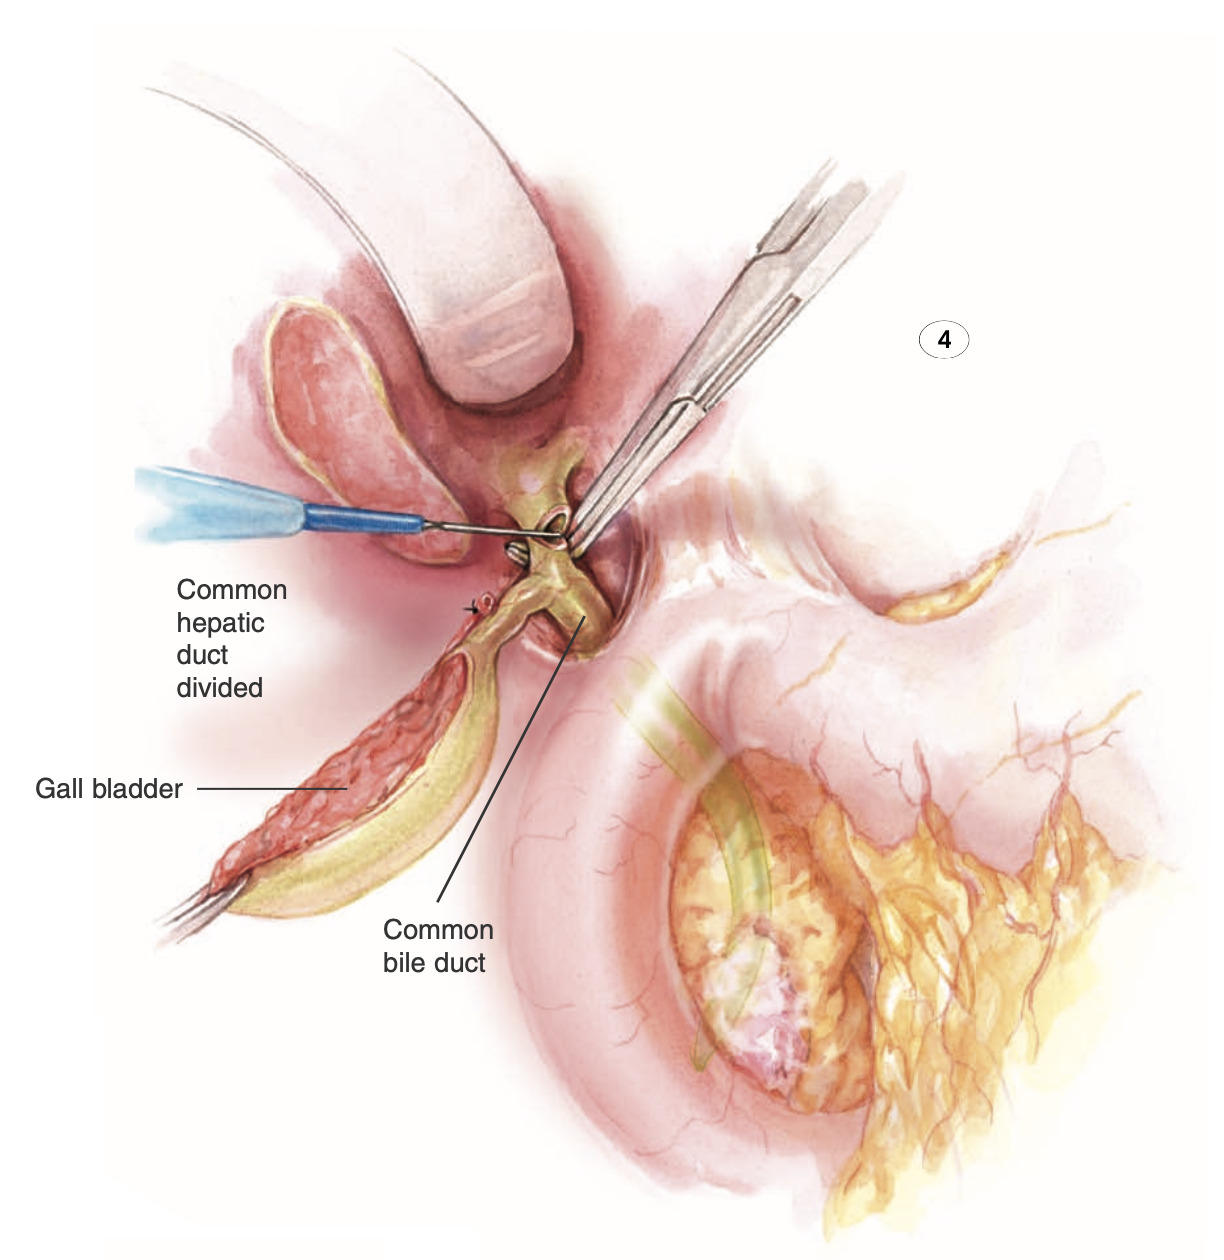 4
Common
hepatic
duct
divided
Gall bladder
Common
bile duct